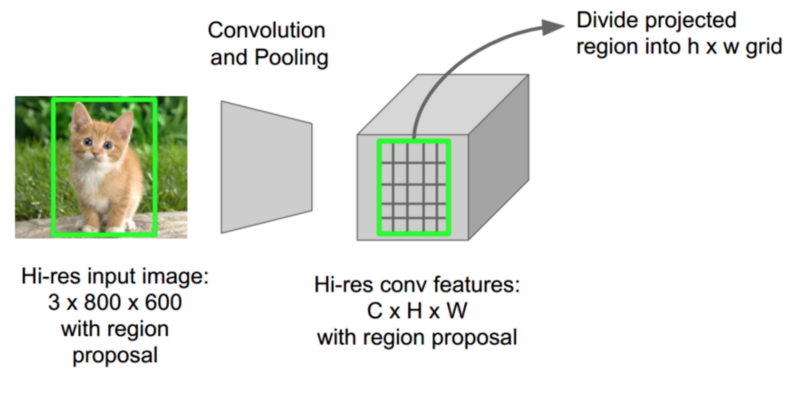 Convolution
and Pooling
Divide projected
region into h x w grid
Hi-res input image:
3 x 800 x 600
with region
proposal
Hi-res conv features:
C x H x W
with region proposal